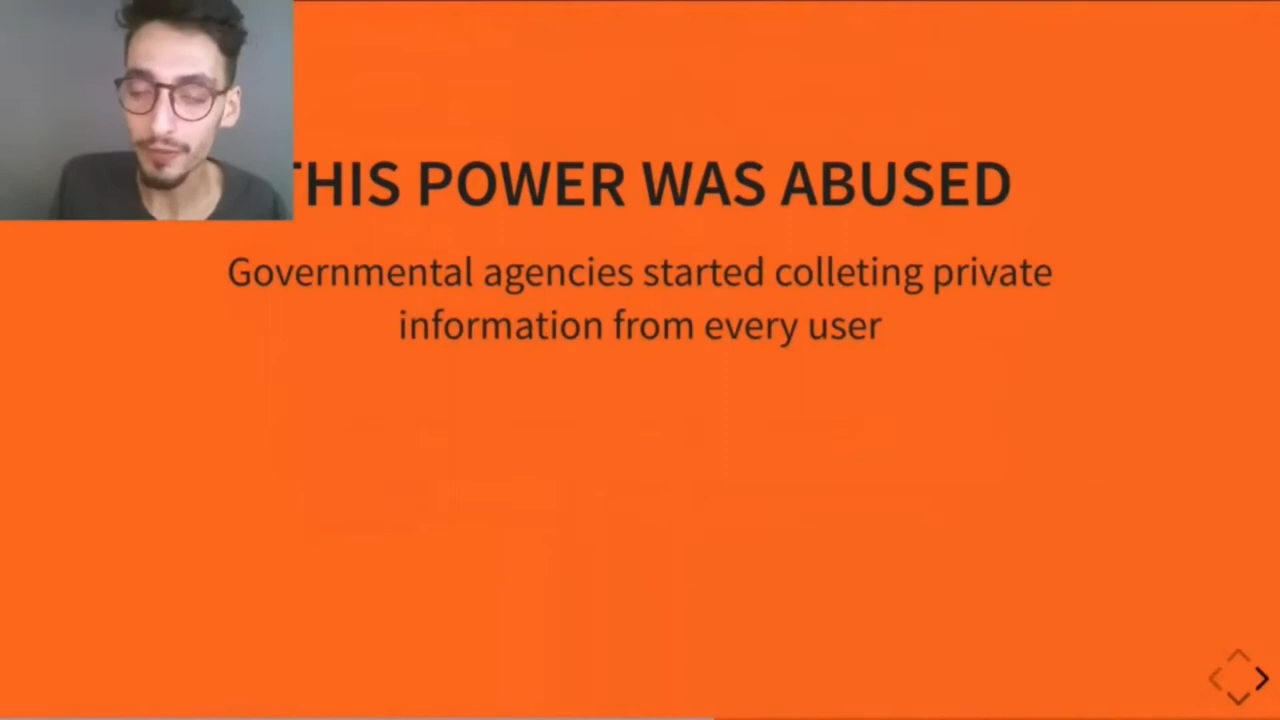 THIS POWER WAS ABUSED
Governmental agencies started colleting private
information from every user